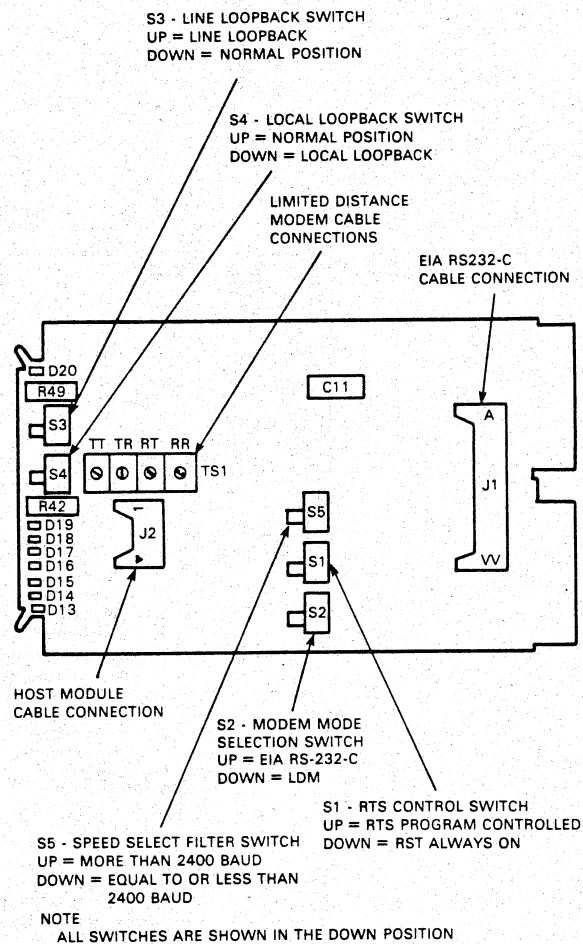 S3 - LINE LOOPBACK SWITCH
UP = LINE LOOPBACK
DOWN = NORMAL POSITION
S4 - LOCAL LOOPBACK SWITCH
UP = NORMAL POSITION
DOWN = LOCAL LOOPBACK
LIMITED DISTANCE
MODEM CABLE
CONNECTIONS
EIA RS232-C
CABLE CONNECTION
D20
R49
S3
C11
A
J1
VV
TT TR RT RR
TS1
S4
R42
D19
D18
D17
D16
D15
D14
D13
1
J2
S5
S1
S2
HOST MODULE
CABLE CONNECTION
S2 - MODEM MODE
SELECTION SWITCH
UP = EIA RS-232-C
DOWN = LDM
S1 - RTS CONTROL SWITCH
UP = RTS PROGRAM CONTROLLED
DOWN = RST ALWAYS ON
S5 - SPEED SELECT FILTER SWITCH
UP = MORE THAN 2400 BAUD
DOWN = EQUAL TO OR LESS THAN
2400 BAUD
NOTE
ALL SWITCHES ARE SHOWN IN THE DOWN POSITION